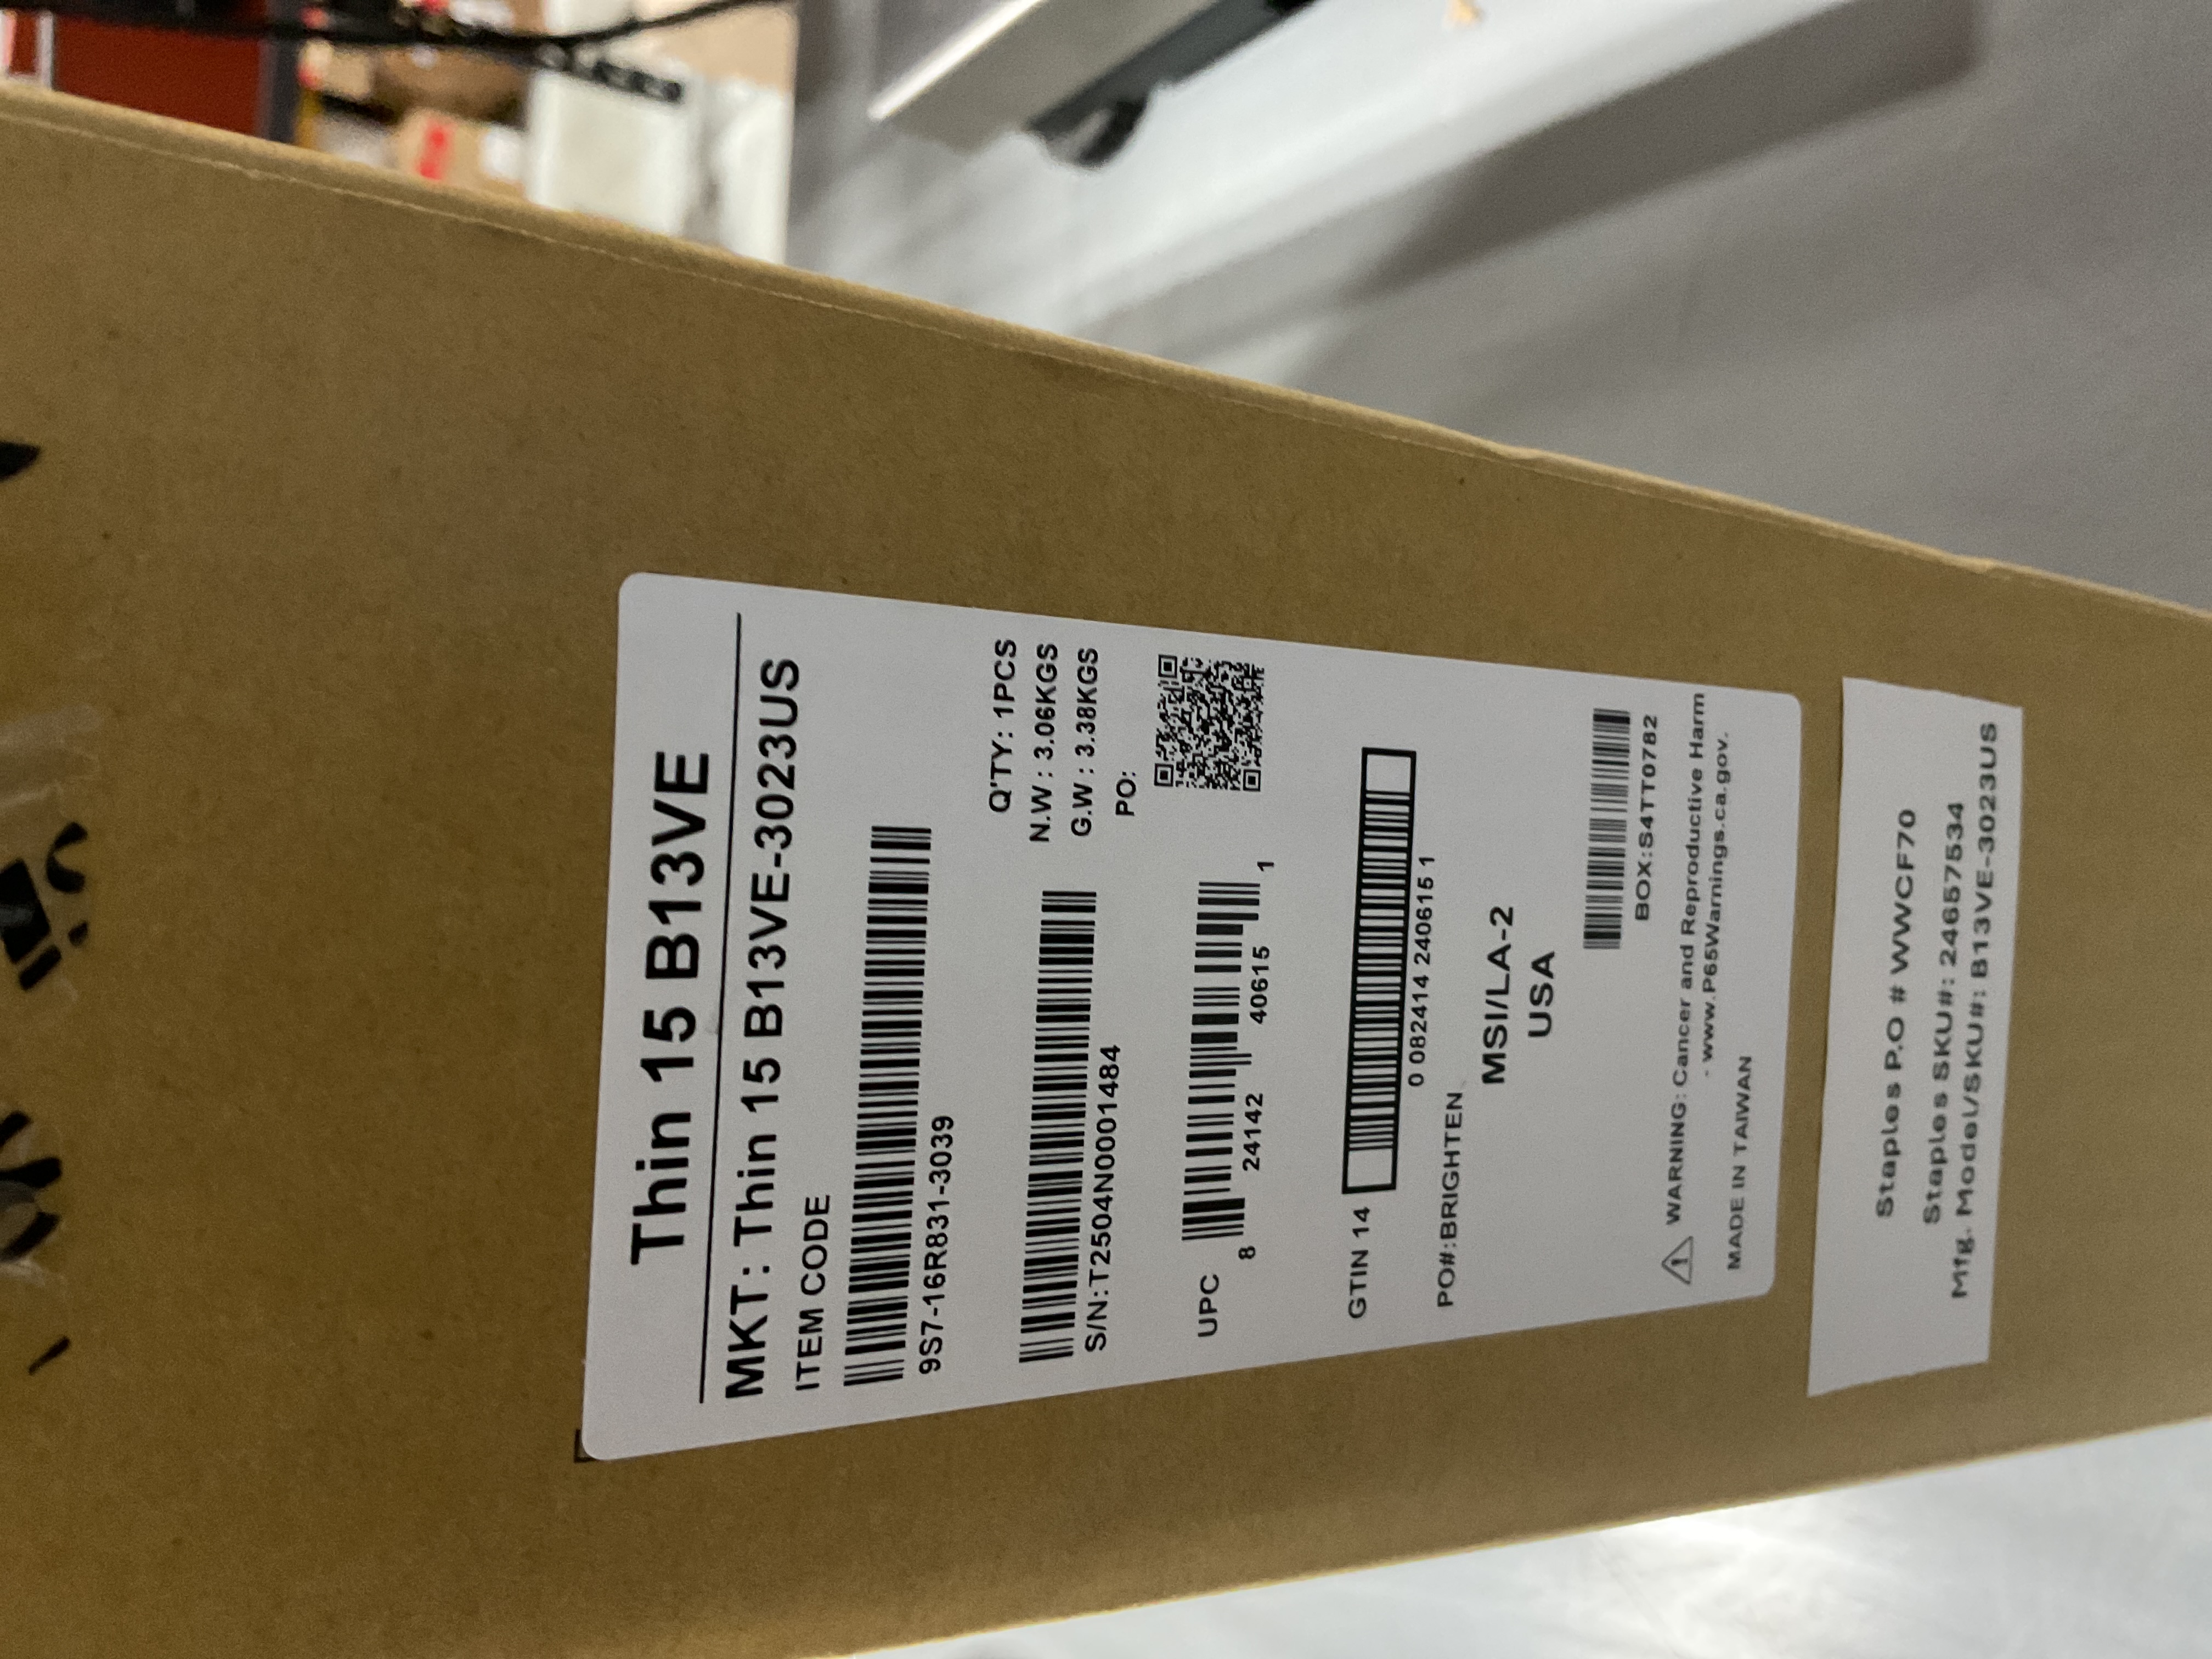 Thin 15 B13VE
MKT: Thin 15 B13VE-3023US
ITEM CODE
9S7-16R831-3039
Q'TY: 1PCS
N.W : 3.06KGS
G.W : 3.38KGS
PO:
S/N:T2504N0001484
UPC
8 24142 40615 1
GTIN 14
0 0824142406151
PO#:BRIGHTEN
MSI/LA-2
USA
BOX:S4TT0782
WARNING: Cancer and Reproductive Harm
- www.P65Warnings.ca.gov.
MADE IN TAIWAN
Staples P.O # WWCF70
Staples SKU#: 24657534
Mfg. Model/SKU#: B13VE-3023US